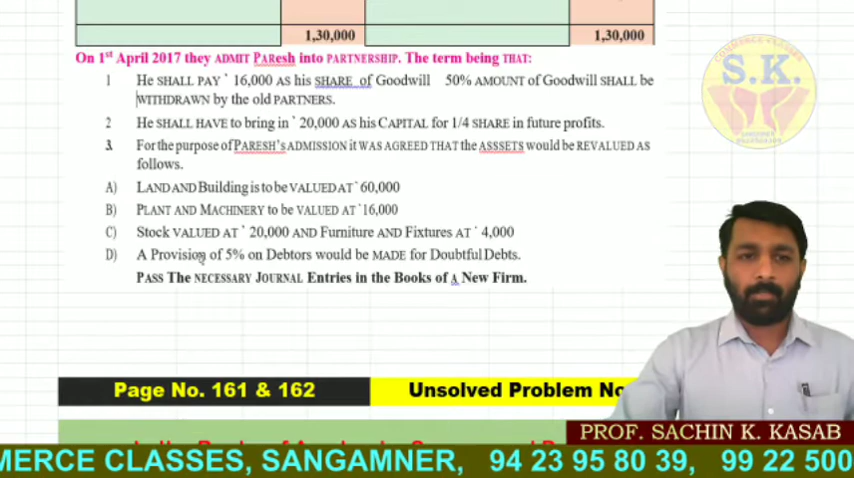 1,30,000 1,30,000
On 1st April 2017 they ADMIT PAResh into PARTNERSHIP. The term being THAT:
1 He SHALL PAY ` 16,000 AS his SHARE of Goodwill 50% AMOUNT of Goodwill SHALL be
WITHDRAWN by the old PARTNERS.
2 He SHALL HAVE to bring in ` 20,000 AS his CAPITAL for 1/4 SHARE in future profits.
3. For the purpose of PARESH's ADMISSION it WAS AGREED THAT the ASSSETS would be REVALUED AS
follows.
A) LAND AND Building is to be VALUED AT ` 60,000
B) PLANT AND MACHINERY to be VALUED AT ` 16,000
C) Stock VALUED AT ` 20,000 AND Furniture AND Fixtures AT ` 4,000
D) A Provision of 5% on Debtors would be MADE for Doubtful Debts.
PASS The NECESSARY JOURNAL Entries in the Books of A New Firm.
COMMERCE CLASSES
S.K.
Page No. 161 & 162 Unsolved Problem No
PROF. SACHIN K. KASAB
MERCE CLASSES, SANGAMNER, 94 23 95 80 39, 99 22 500